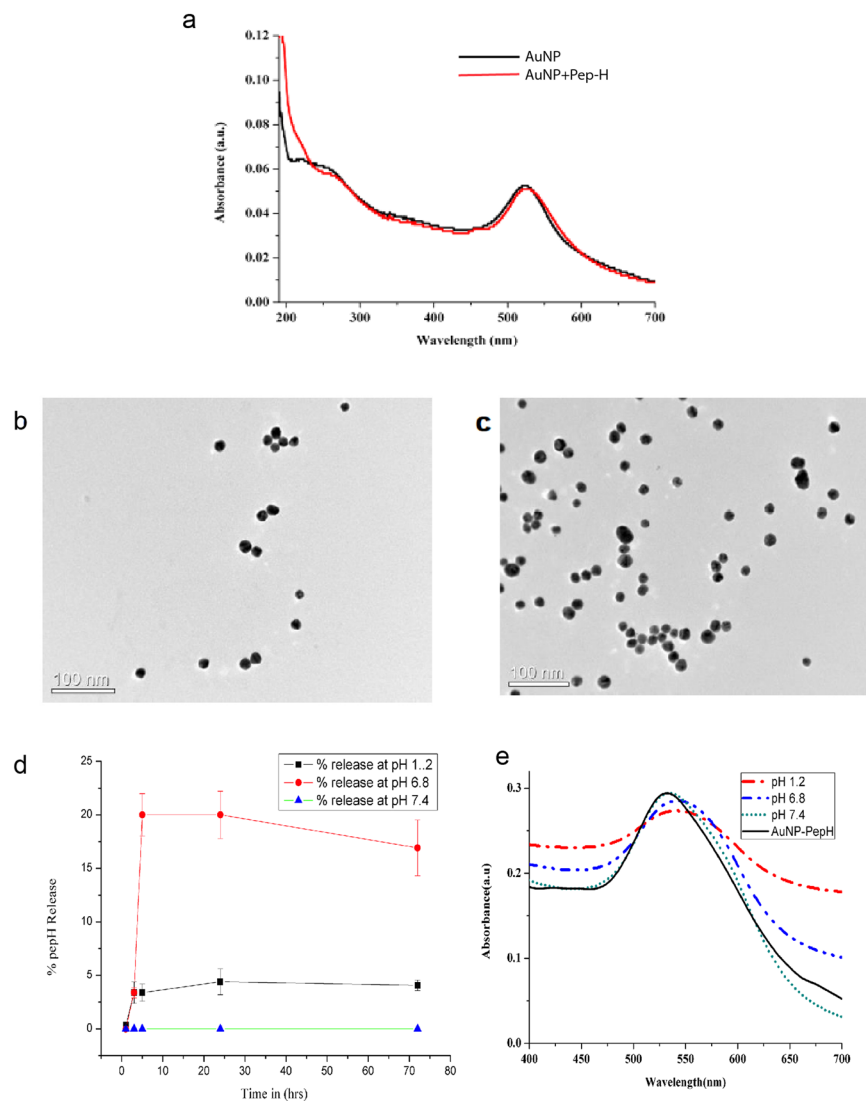 a
0.12
0.10
0.08
0.06
0.04
0.02
0.00
Absorbance (a.u.)
AuNP
AuNP+Pep-H
200 300 400 500 600 700
Wavelength (nm)
b
100 nm
c
100 nm
d
25
20
15
10
5
0
% pepH Release
% release at pH 1..2
% release at pH 6.8
% release at pH 7.4
0 10 20 30 40 50 60 70 80
Time in (hrs)
e
0.3
0.2
0.1
0.0
Absorbance(a.u)
pH 1.2
pH 6.8
pH 7.4
AuNP-PepH
400 450 500 550 600 650 700
Wavelength(nm)